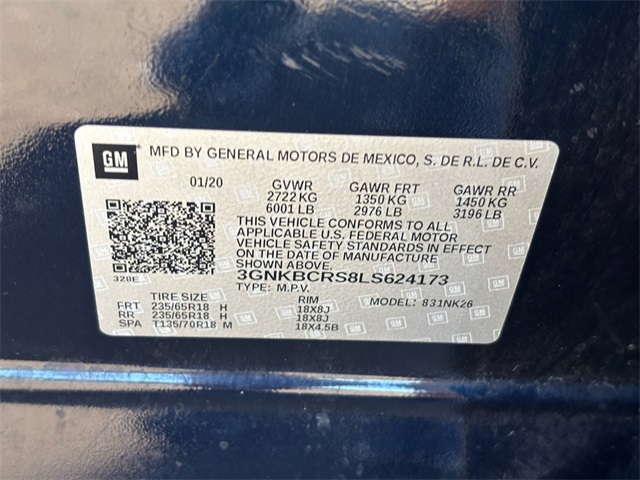 GM MFD BY GENERAL MOTORS DE MEXICO, S. DE R.L. DE C.V.
01/20 GVWR GAWR FRT GAWR RR
2722 KG 1350 KG 1450 KG
6001 LB 2976 LB 3196 LB
THIS VEHICLE CONFORMS TO ALL
APPLICABLE U.S. FEDERAL MOTOR
VEHICLE SAFETY STANDARDS IN EFFECT
ON THE DATE OF MANUFACTURE
SHOWN ABOVE.
328E 3GNKBCRS8LS624173
TYPE: M.P.V.
TIRE SIZE RIM MODEL: 831NK26
FRT 235/65R18 H 18X8J
RR 235/65R18 H 18X8J
SPA T135/70R18 M 18X4.5B